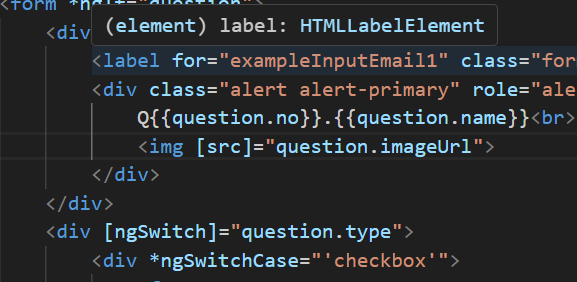 <form *ngIf="question">
(element) label: HTMLLabelElement
<div
<label for="exampleInputEmail1" class="for
<div class="alert alert-primary" role="ale
Q{{question.no}}.{{question.name}}<br>
<img [src]="question.imageUrl">
</div>
</div>
<div [ngSwitch]="question.type">
<div *ngSwitchCase="'checkbox'">